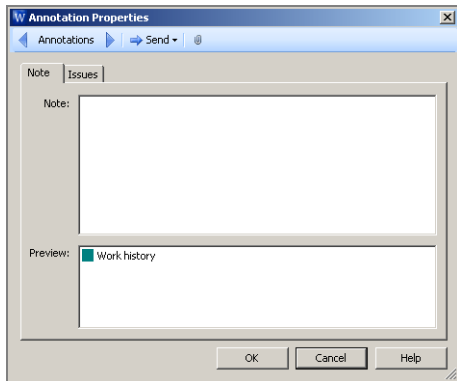 W Annotation Properties
Annotations Send
Note Issues
Note:
Preview: Work history
OK Cancel Help